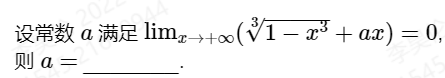 设常数 a 满足 lim_{x→+∞}(∛(1 − x³) + ax) = 0,
则 a = ________.